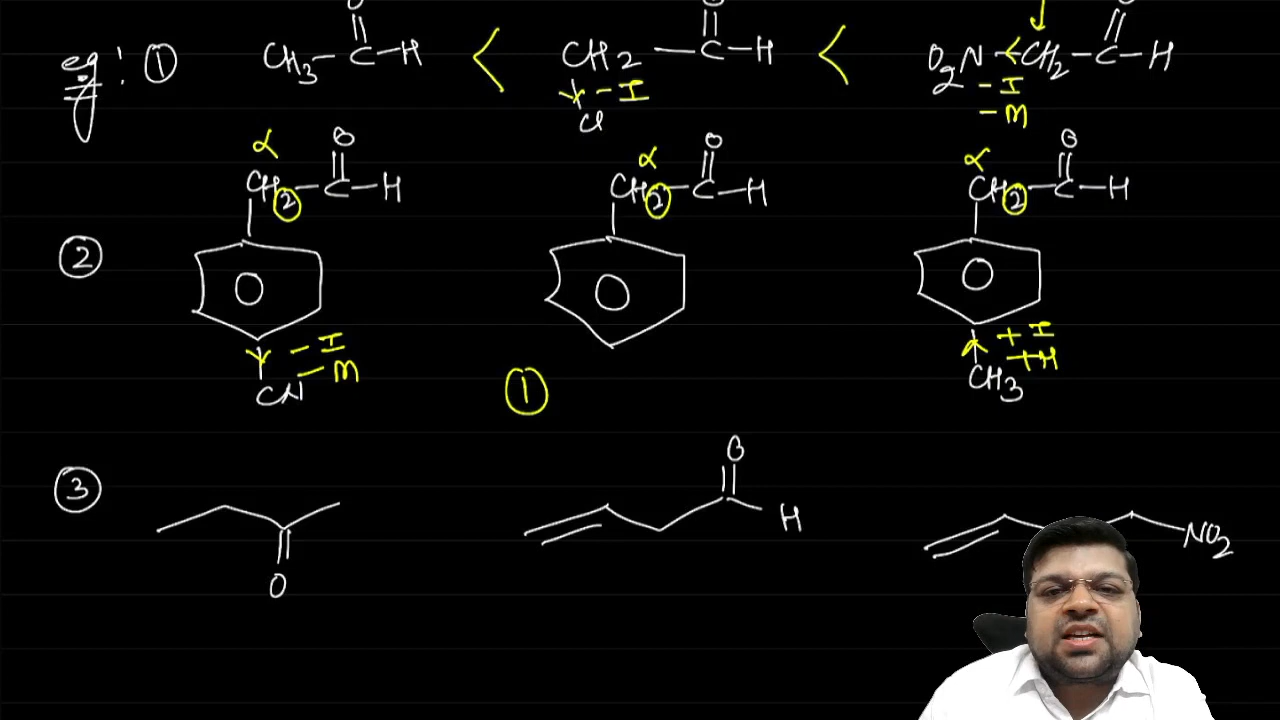 eg: ① CH3-C-H < CH2-C-H < O2N-CH2-C-H
O O
-I -I
Cl -M
α α α
O O O
CH2-C-H CH2-C-H CH2-C-H
②
-I +I
-M +H
CN ① CH3
③ O
H NO2
O